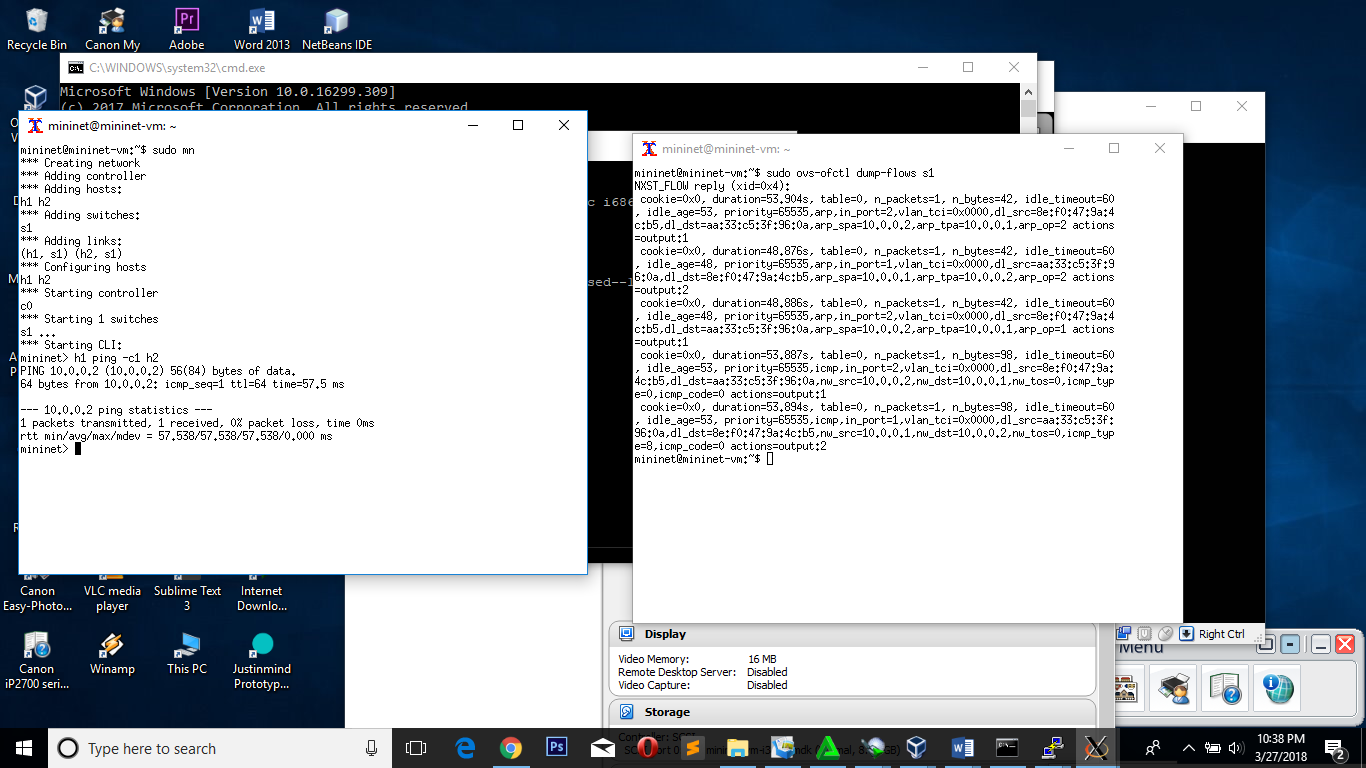 Recycle Bin
Canon My
Adobe
Word 2013
NetBeans IDE
C:\WINDOWS\system32\cmd.exe
Microsoft Windows [Version 10.0.16299.309]
(c) 2017 Microsoft Corporation. All rights reserved
mininet@mininet-vm: ~
mininet@mininet-vm:~$ sudo mn
*** Creating network
*** Adding controller
*** Adding hosts:
h1 h2
*** Adding switches:
s1
*** Adding links:
(h1, s1) (h2, s1)
*** Configuring hosts
h1 h2
*** Starting controller
c0
*** Starting 1 switches
s1 ...
*** Starting CLI:
mininet> h1 ping -c1 h2
PING 10.0.0.2 (10.0.0.2) 56(84) bytes of data.
64 bytes from 10.0.0.2: icmp_seq=1 ttl=64 time=57.5 ms
--- 10.0.0.2 ping statistics ---
1 packets transmitted, 1 received, 0% packet loss, time 0ms
rtt min/avg/max/mdev = 57.538/57.538/57.538/0.000 ms
mininet>
c i686
sed--l
mininet@mininet-vm: ~
mininet@mininet-vm:~$ sudo ovs-ofctl dump-flows s1
NXST_FLOW reply (xid=0x4):
cookie=0x0, duration=53.904s, table=0, n_packets=1, n_bytes=42, idle_timeout=60
, idle_age=53, priority=65535,arp,in_port=2,vlan_tci=0x0000,dl_src=8e:f0:47:9a:4
c:b5,dl_dst=aa:33:c5:3f:96:0a,arp_spa=10.0.0.2,arp_tpa=10.0.0.1,arp_op=2 actions
=output:1
cookie=0x0, duration=48.876s, table=0, n_packets=1, n_bytes=42, idle_timeout=60
, idle_age=48, priority=65535,arp,in_port=1,vlan_tci=0x0000,dl_src=aa:33:c5:3f:9
6:0a,dl_dst=8e:f0:47:9a:4c:b5,arp_spa=10.0.0.1,arp_tpa=10.0.0.2,arp_op=2 actions
=output:2
cookie=0x0, duration=48.886s, table=0, n_packets=1, n_bytes=42, idle_timeout=60
, idle_age=48, priority=65535,arp,in_port=2,vlan_tci=0x0000,dl_src=8e:f0:47:9a:4
c:b5,dl_dst=aa:33:c5:3f:96:0a,arp_spa=10.0.0.2,arp_tpa=10.0.0.1,arp_op=1 actions
=output:1
cookie=0x0, duration=53.887s, table=0, n_packets=1, n_bytes=98, idle_timeout=60
, idle_age=53, priority=65535,icmp,in_port=2,vlan_tci=0x0000,dl_src=8e:f0:47:9a:
4c:b5,dl_dst=aa:33:c5:3f:96:0a,nw_src=10.0.0.2,nw_dst=10.0.0.1,nw_tos=0,icmp_typ
e=0,icmp_code=0 actions=output:1
cookie=0x0, duration=53.894s, table=0, n_packets=1, n_bytes=98, idle_timeout=60
, idle_age=53, priority=65535,icmp,in_port=1,vlan_tci=0x0000,dl_src=aa:33:c5:3f:
96:0a,dl_dst=8e:f0:47:9a:4c:b5,nw_src=10.0.0.1,nw_dst=10.0.0.2,nw_tos=0,icmp_typ
e=8,icmp_code=0 actions=output:2
mininet@mininet-vm:~$
Canon
Easy-Photo...
VLC media
player
Sublime Text
3
Internet
Downlo...
Canon
iP2700 seri...
Winamp
This PC
Justinmind
Prototyp...
Display
Video Memory: 16 MB
Remote Desktop Server: Disabled
Video Capture: Disabled
Storage
Right Ctrl
Menu
Type here to search
10:38 PM
3/27/2018
2